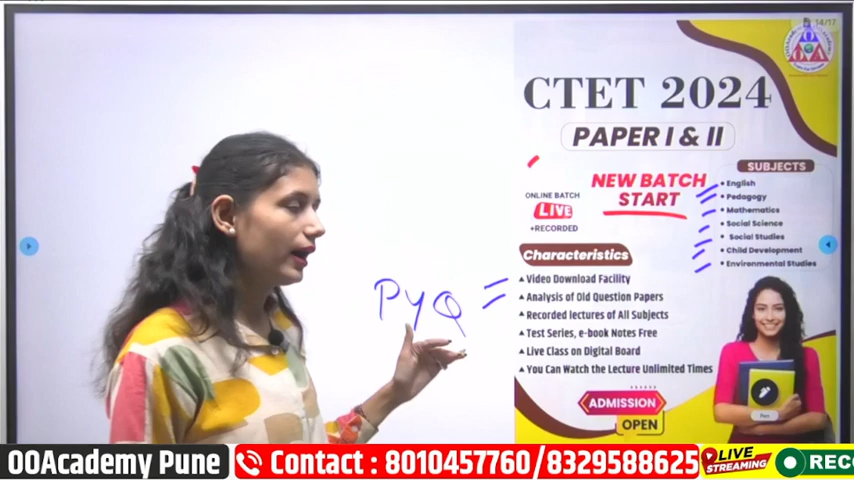 14/17
CTET 2024
PAPER I & II
SUBJECTS
• English
• Pedagogy
• Mathematics
• Social Science
• Social Studies
• Child Development
• Environmental Studies
NEW BATCH
START
ONLINE BATCH
LIVE
+RECORDED
Characteristics
Video Download Facility
Analysis of Old Question Papers
Recorded lectures of All Subjects
Test Series, e-book Notes Free
Live Class on Digital Board
You Can Watch the Lecture Unlimited Times
PYQ
ADMISSION
OPEN
Pen
OOAcademy Pune
Contact : 8010457760/8329588625
LIVE
STREAMING
RECO